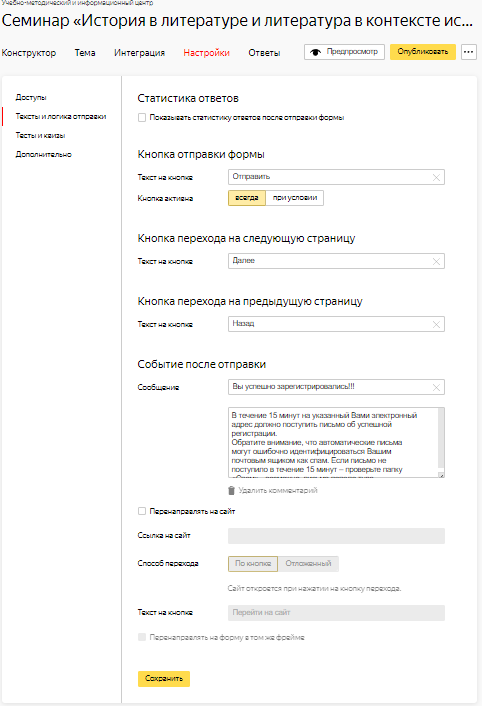 Учебно-методический и информационный центр
Семинар «История в литературе и литература в контексте ис...
Конструктор Тема Интеграция Настройки Ответы Предпросмотр Опубликовать
Доступы
Тексты и логика отправки
Тесты и квизы
Дополнительно
Статистика ответов
Показывать статистику ответов после отправки формы
Кнопка отправки формы
Текст на кнопке Отправить
Кнопка активна всегда при условии
Кнопка перехода на следующую страницу
Текст на кнопке Далее
Кнопка перехода на предыдущую страницу
Текст на кнопке Назад
Событие после отправки
Сообщение Вы успешно зарегистрировались!!!
В течение 15 минут на указанный Вами электронный
адрес должно поступить письмо об успешной
регистрации.
Обратите внимание, что автоматические письма
могут ошибочно идентифицироваться Вашим
почтовым ящиком как спам. Если письмо не
поступило в течение 15 минут – проверьте папку
Удалить комментарий
Перенаправлять на сайт
Ссылка на сайт
Способ перехода По кнопке Отложенный
Сайт откроется при нажатии на кнопку перехода.
Текст на кнопке Перейти на сайт
Перенаправлять на форму в том же фрейме
Сохранить